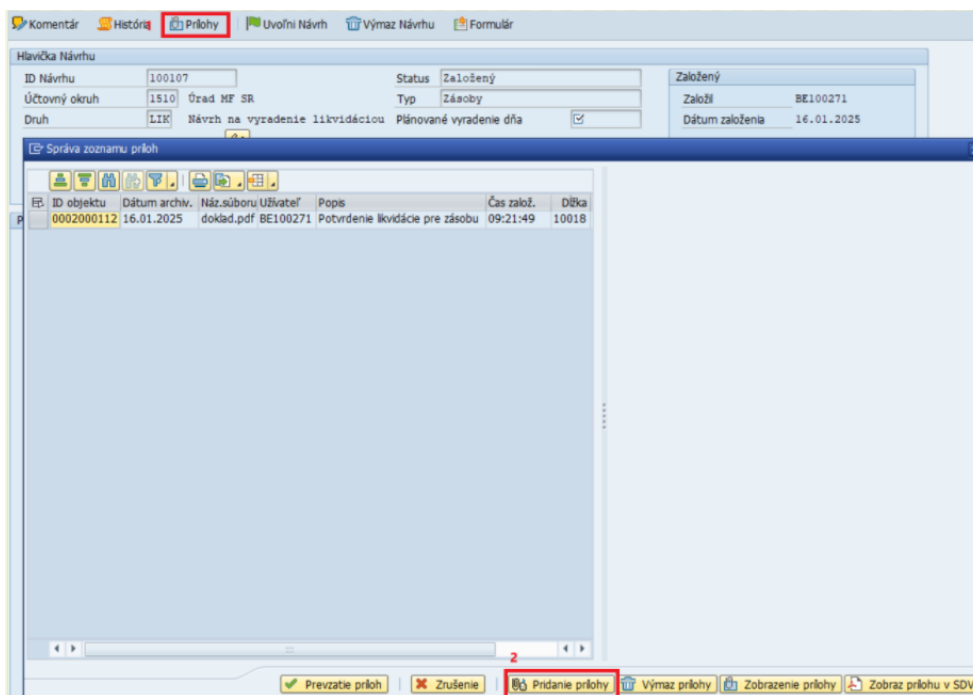 Komentár História 1 Prílohy Uvoľni Návrh Výmaz Návrhu Formulár
Hlavička Návrhu
ID Návrhu 100107 Status Založený Založený
Účtovný okruh 1510 Úrad MF SR Typ Zásoby Založil BE100271
Druh LIK Návrh na vyradenie likvidáciou Plánované vyradenie dňa Dátum založenia 16.01.2025
Správa zoznamu príloh
ID objektu Dátum archív. Náz.súboru Užívateľ Popis Čas založ. Dĺžka
P 0002000112 16.01.2025 doklad.pdf BE100271 Potvrdenie likvidácie pre zásobu 09:21:49 10018
2
Prevzatie príloh Zrušenie Pridanie prílohy Výmaz prílohy Zobrazenie prílohy Zobraz prílohu v SDV